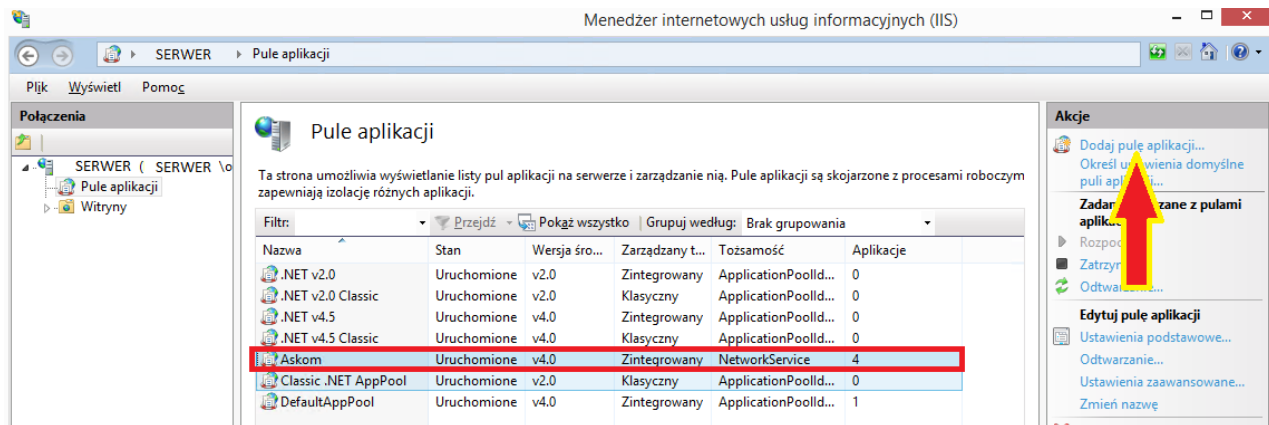 Menedżer internetowych usług informacyjnych (IIS)
SERWER Pule aplikacji
Plik Wyświetl Pomoc
Połączenia
SERWER ( SERWER \o
Pule aplikacji
Witryny
Pule aplikacji
Ta strona umożliwia wyświetlanie listy pul aplikacji na serwerze i zarządzanie nią. Pule aplikacji są skojarzone z procesami roboczym
zapewniają izolację różnych aplikacji.
Filtr: Przejdź Pokaż wszystko Grupuj według: Brak grupowania
Nazwa Stan Wersja śro... Zarządzany t... Tożsamość Aplikacje
.NET v2.0 Uruchomione v2.0 Zintegrowany ApplicationPoolId... 0
.NET v2.0 Classic Uruchomione v2.0 Klasyczny ApplicationPoolId... 0
.NET v4.5 Uruchomione v4.0 Zintegrowany ApplicationPoolId... 0
.NET v4.5 Classic Uruchomione v4.0 Klasyczny ApplicationPoolId... 0
Askom Uruchomione v4.0 Zintegrowany NetworkService 4
Classic .NET AppPool Uruchomione v2.0 Klasyczny ApplicationPoolId... 0
DefaultAppPool Uruchomione v4.0 Zintegrowany ApplicationPoolId... 1
Akcje
Dodaj pulę aplikacji...
Określ domyślne
puli
z pulami
Edytuj pulę aplikacji
Ustawienia podstawowe...
Odtwarzanie...
Ustawienia zaawansowane...
Zmień nazwę